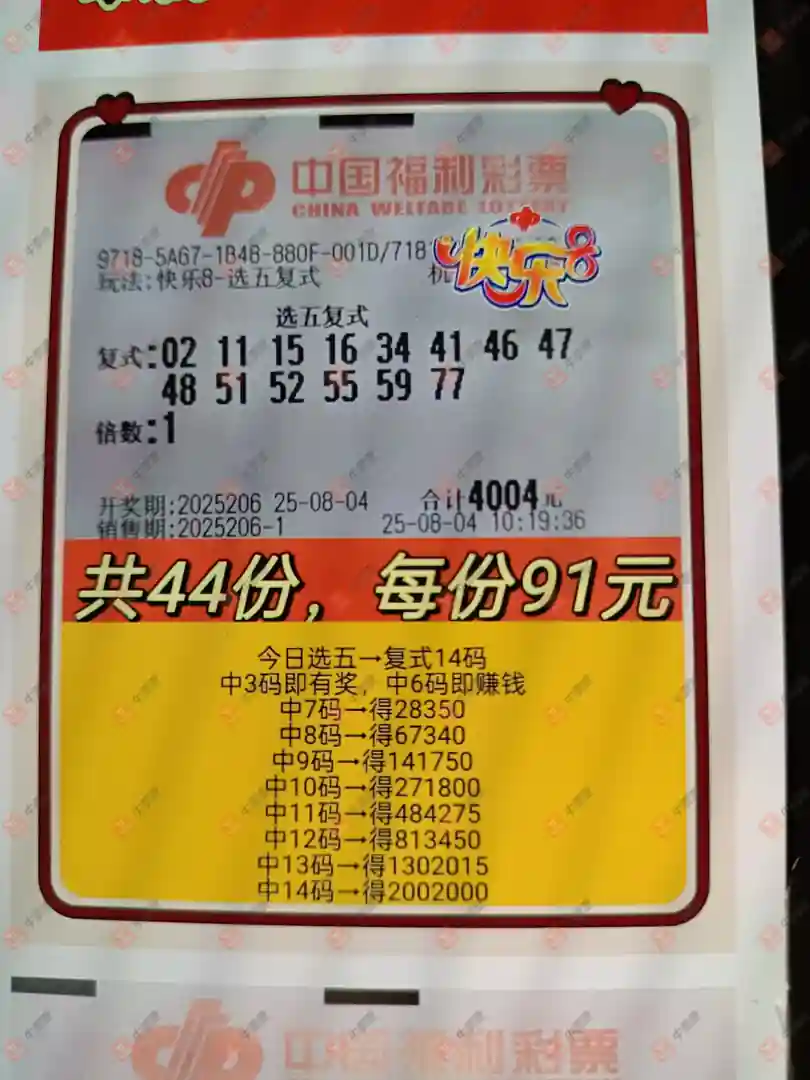 中国福利彩票
CHINA WELFARE LOTTERY
9718-5A67-1B4B-880F-001D/718
快乐8
玩法:快乐8-选五复式 机
选五复式
复式:02 11 15 16 34 41 46 47
48 51 52 55 59 77
倍数:1
开奖期:2025206 25-08-04 合计4004元
销售期:2025206-1 25-08-04 10:19:36
共44份，每份91元
今日选五→复式14码
中3码即有奖，中6码即赚钱
中7码→得28350
中8码→得67340
中9码→得141750
中10码→得271800
中11码→得484275
中12码→得813450
中13码→得1302015
中14码→得2002000
中国福利彩票